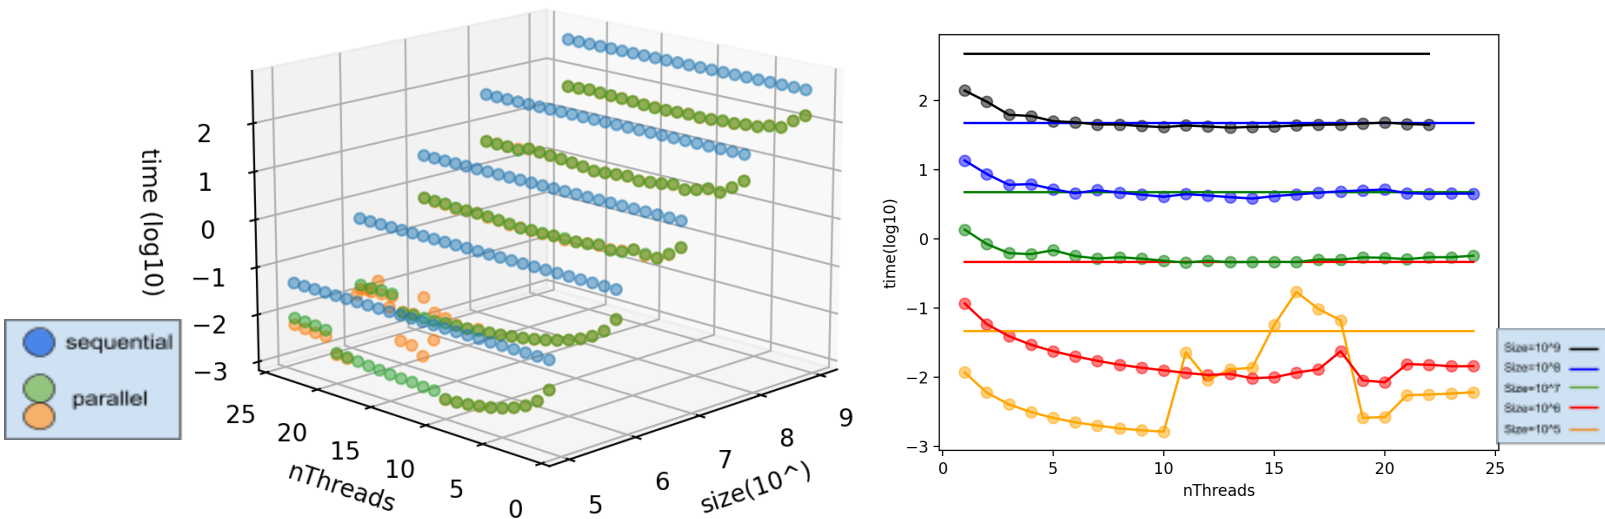 2
1
0
−1
−2
−3
time (log10)
sequential
parallel
25
20
15
10
5
0
nThreads
5
6
7
8
9
size(10^)
2
1
0
−1
−2
−3
time(log10)
0
5
10
15
20
25
nThreads
Size=10^9
Size=10^8
Size=10^7
Size=10^6
Size=10^5